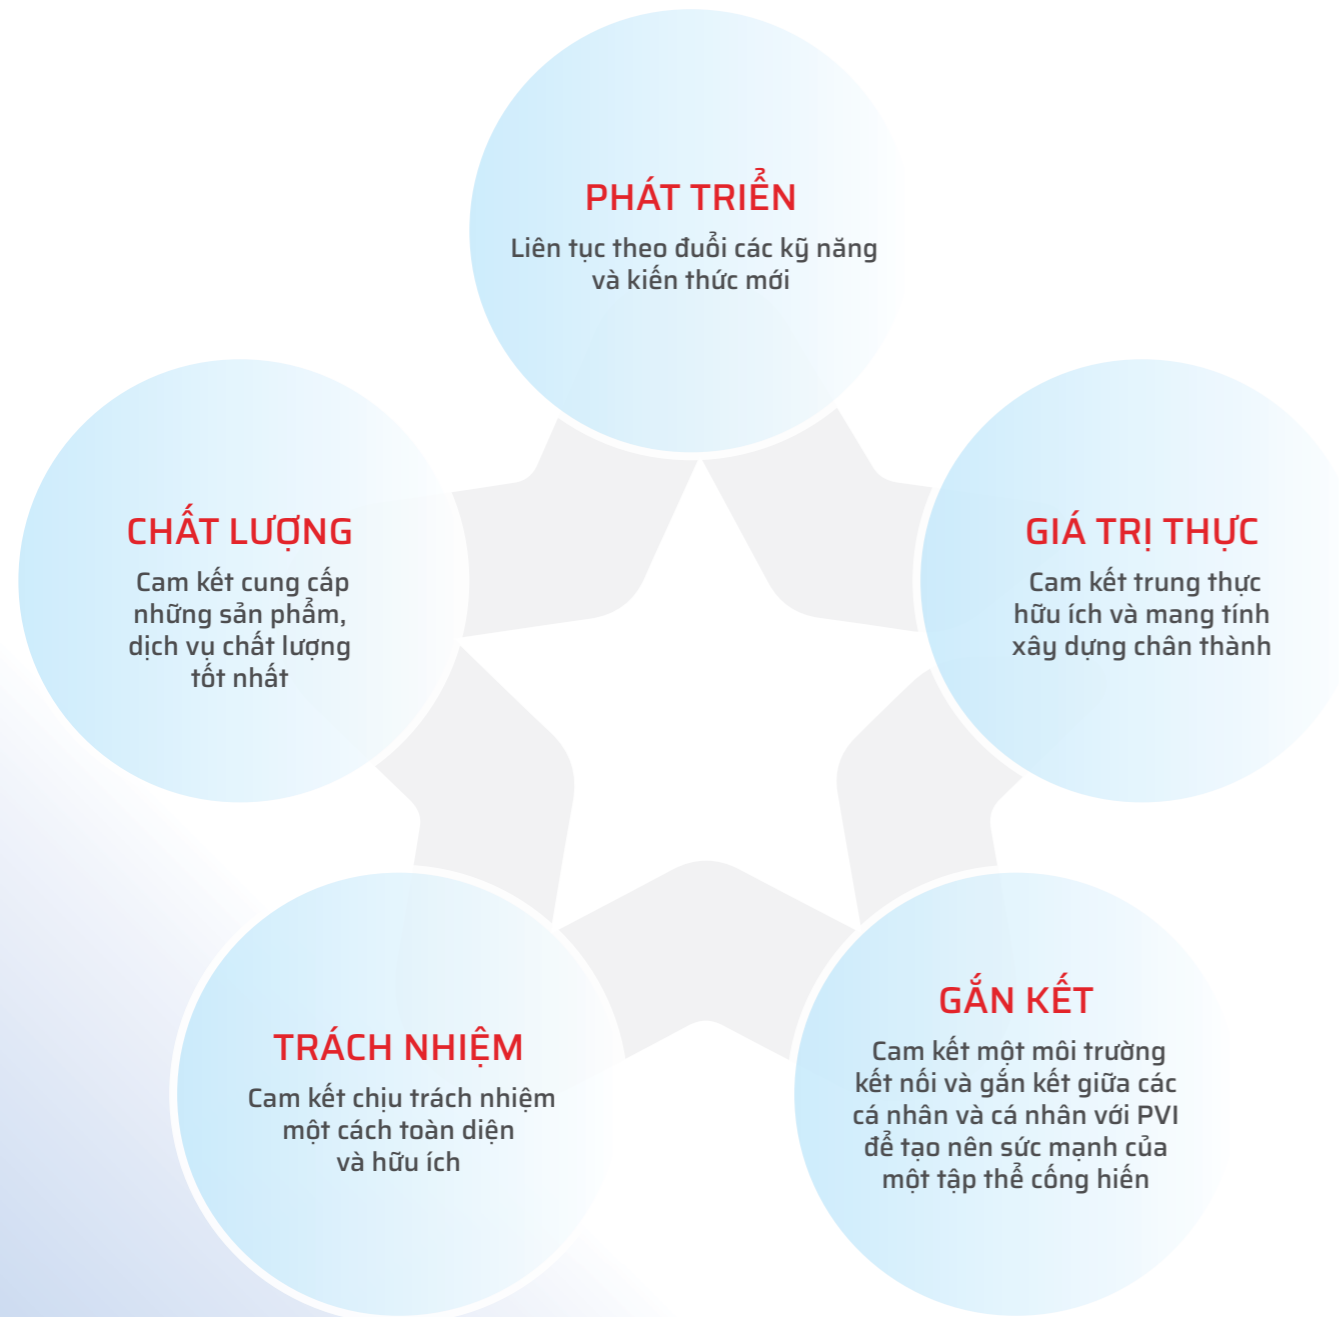 PHÁT TRIỂN
Liên tục theo đuổi các kỹ năng
và kiến thức mới
CHẤT LƯỢNG
Cam kết cung cấp
những sản phẩm,
dịch vụ chất lượng
tốt nhất
GIÁ TRỊ THỰC
Cam kết trung thực
hữu ích và mang tính
xây dựng chân thành
TRÁCH NHIỆM
Cam kết chịu trách nhiệm
một cách toàn diện
và hữu ích
GẮN KẾT
Cam kết một môi trường
kết nối và gắn kết giữa các
cá nhân và cá nhân với PVI
để tạo nên sức mạnh của
một tập thể cống hiến